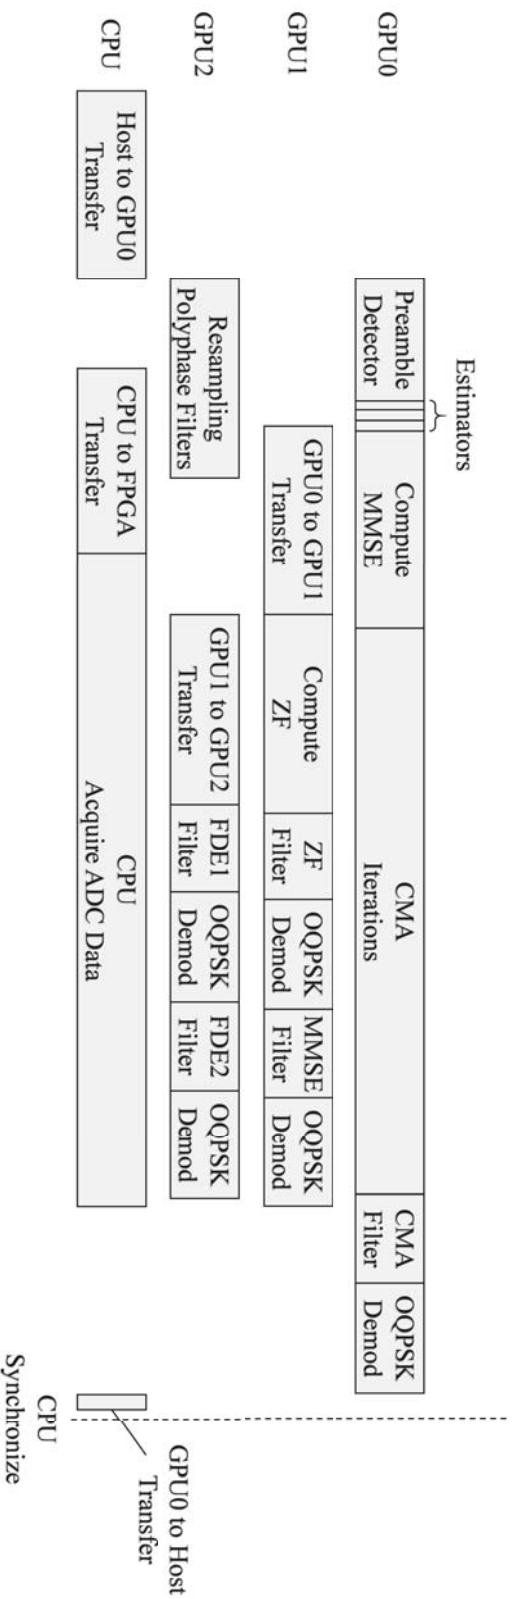 Estimators
GPU0
Preamble
Detector
Compute
MMSE
CMA
Iterations
CMA
Filter
OQPSK
Demod
GPU1
GPU0 to GPU1
Transfer
Compute
ZF
ZF
Filter
OQPSK
Demod
MMSE
Filter
OQPSK
Demod
GPU2
Resampling
Polyphase Filters
GPU1 to GPU2
Transfer
FDE1
Filter
OQPSK
Demod
FDE2
Filter
OQPSK
Demod
CPU
Host to GPU0
Transfer
CPU to FPGA
Transfer
CPU
Acquire ADC Data
GPU0 to Host
Transfer
CPU
Synchronize